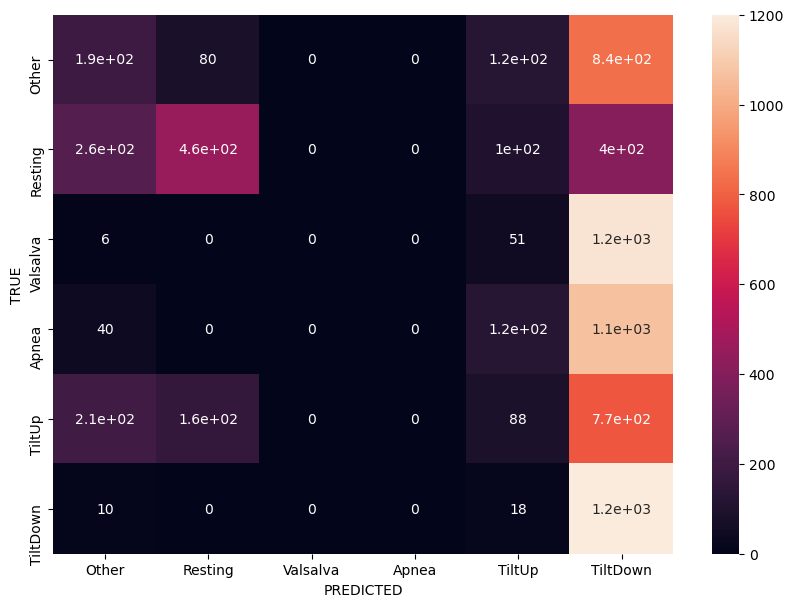 TRUE
Other 1.9e+02 80 0 0 1.2e+02 8.4e+02
Resting 2.6e+02 4.6e+02 0 0 1e+02 4e+02
Valsalva 6 0 0 0 51 1.2e+03
Apnea 40 0 0 0 1.2e+02 1.1e+03
TiltUp 2.1e+02 1.6e+02 0 0 88 7.7e+02
TiltDown 10 0 0 0 18 1.2e+03
Other Resting Valsalva Apnea TiltUp TiltDown
PREDICTED
1200
1000
800
600
400
200
0